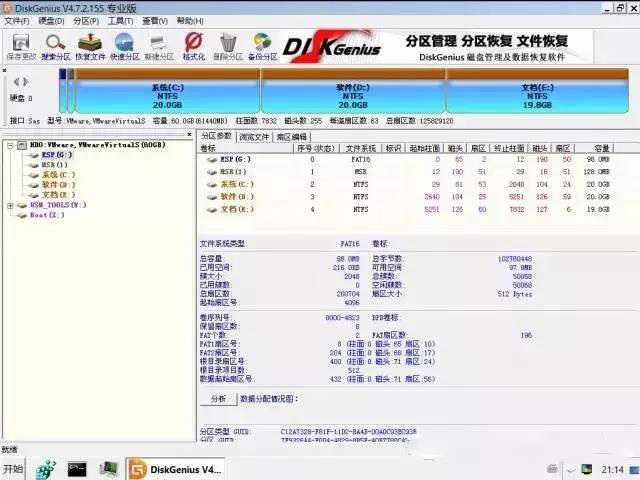 DiskGenius V4.7.2.155 专业版
文件(F) 硬盘(D) 分区(P) 工具(T) 查看(V) 帮助(H)
保存更改 搜索分区 恢复文件 快速分区 新建分区 格式化 删除分区 备份分区
DISKGenius
分区管理 分区恢复 文件恢复
DiskGenius 磁盘管理及数据恢复软件
硬盘 0
系统(C:) 软件(D:) 文档(E:)
NTFS NTFS NTFS
20.0GB 20.0GB 19.8GB
接口:Sas 型号:VMware,VMwareVirtualS 容量:60.0GB(61440MB) 柱面数:7832 磁头数:255 每道扇区数:63 总扇区数:125829120
HD0:VMware,VMwareVirtualS(60GB)
ESP(G:)
MSR(1)
系统(C:)
软件(D:)
文档(E:)
USM_TOOLS(V:)
Boot(X:)
分区参数 浏览文件 扇区编辑
卷标 序号(状态) 文件系统 标识 起始柱面 磁头 扇区 终止柱面 磁头 扇区 容量
ESP(G:) 0 FAT16 0 65 2 12 190 50 98.0MB
MSR(1) 1 MSR 12 190 51 29 16 51 128.0MB
系统(C:) 2 NTFS 29 81 53 2640 104 24 20.0GB
软件(D:) 3 NTFS 2640 104 25 5251 126 59 20.0GB
文档(E:) 4 NTFS 5251 126 60 7832 127 6 19.8GB
文件系统类型: FAT16 卷标:
总容量: 98.0MB 总字节数: 102760448
已用空间: 216.0KB 可用空间: 97.8MB
簇大小: 2048 总簇数: 50068
已用簇数: 0 空闲簇数: 50068
总扇区数: 200704 扇区大小: 512 Bytes
起始扇区号: 4096
卷序列号: 0000-4823 BPB卷标:
保留扇区数: 8
FAT个数: 2 FAT扇区数: 196
FAT1扇区号: 8 (柱面:0 磁头:65 扇区:10)
FAT2扇区号: 204 (柱面:0 磁头:68 扇区:17)
根目录扇区号: 400 (柱面:0 磁头:71 扇区:24)
根目录项数: 512
数据起始扇区号: 432 (柱面:0 磁头:71 扇区:56)
分析 数据分配情况图:
分区类型 GUID: C12A7328-F81F-11D2-BA4B-00A0C93EC93B
分区 GUID:
就绪
开始 DiskGenius V4... 21:14